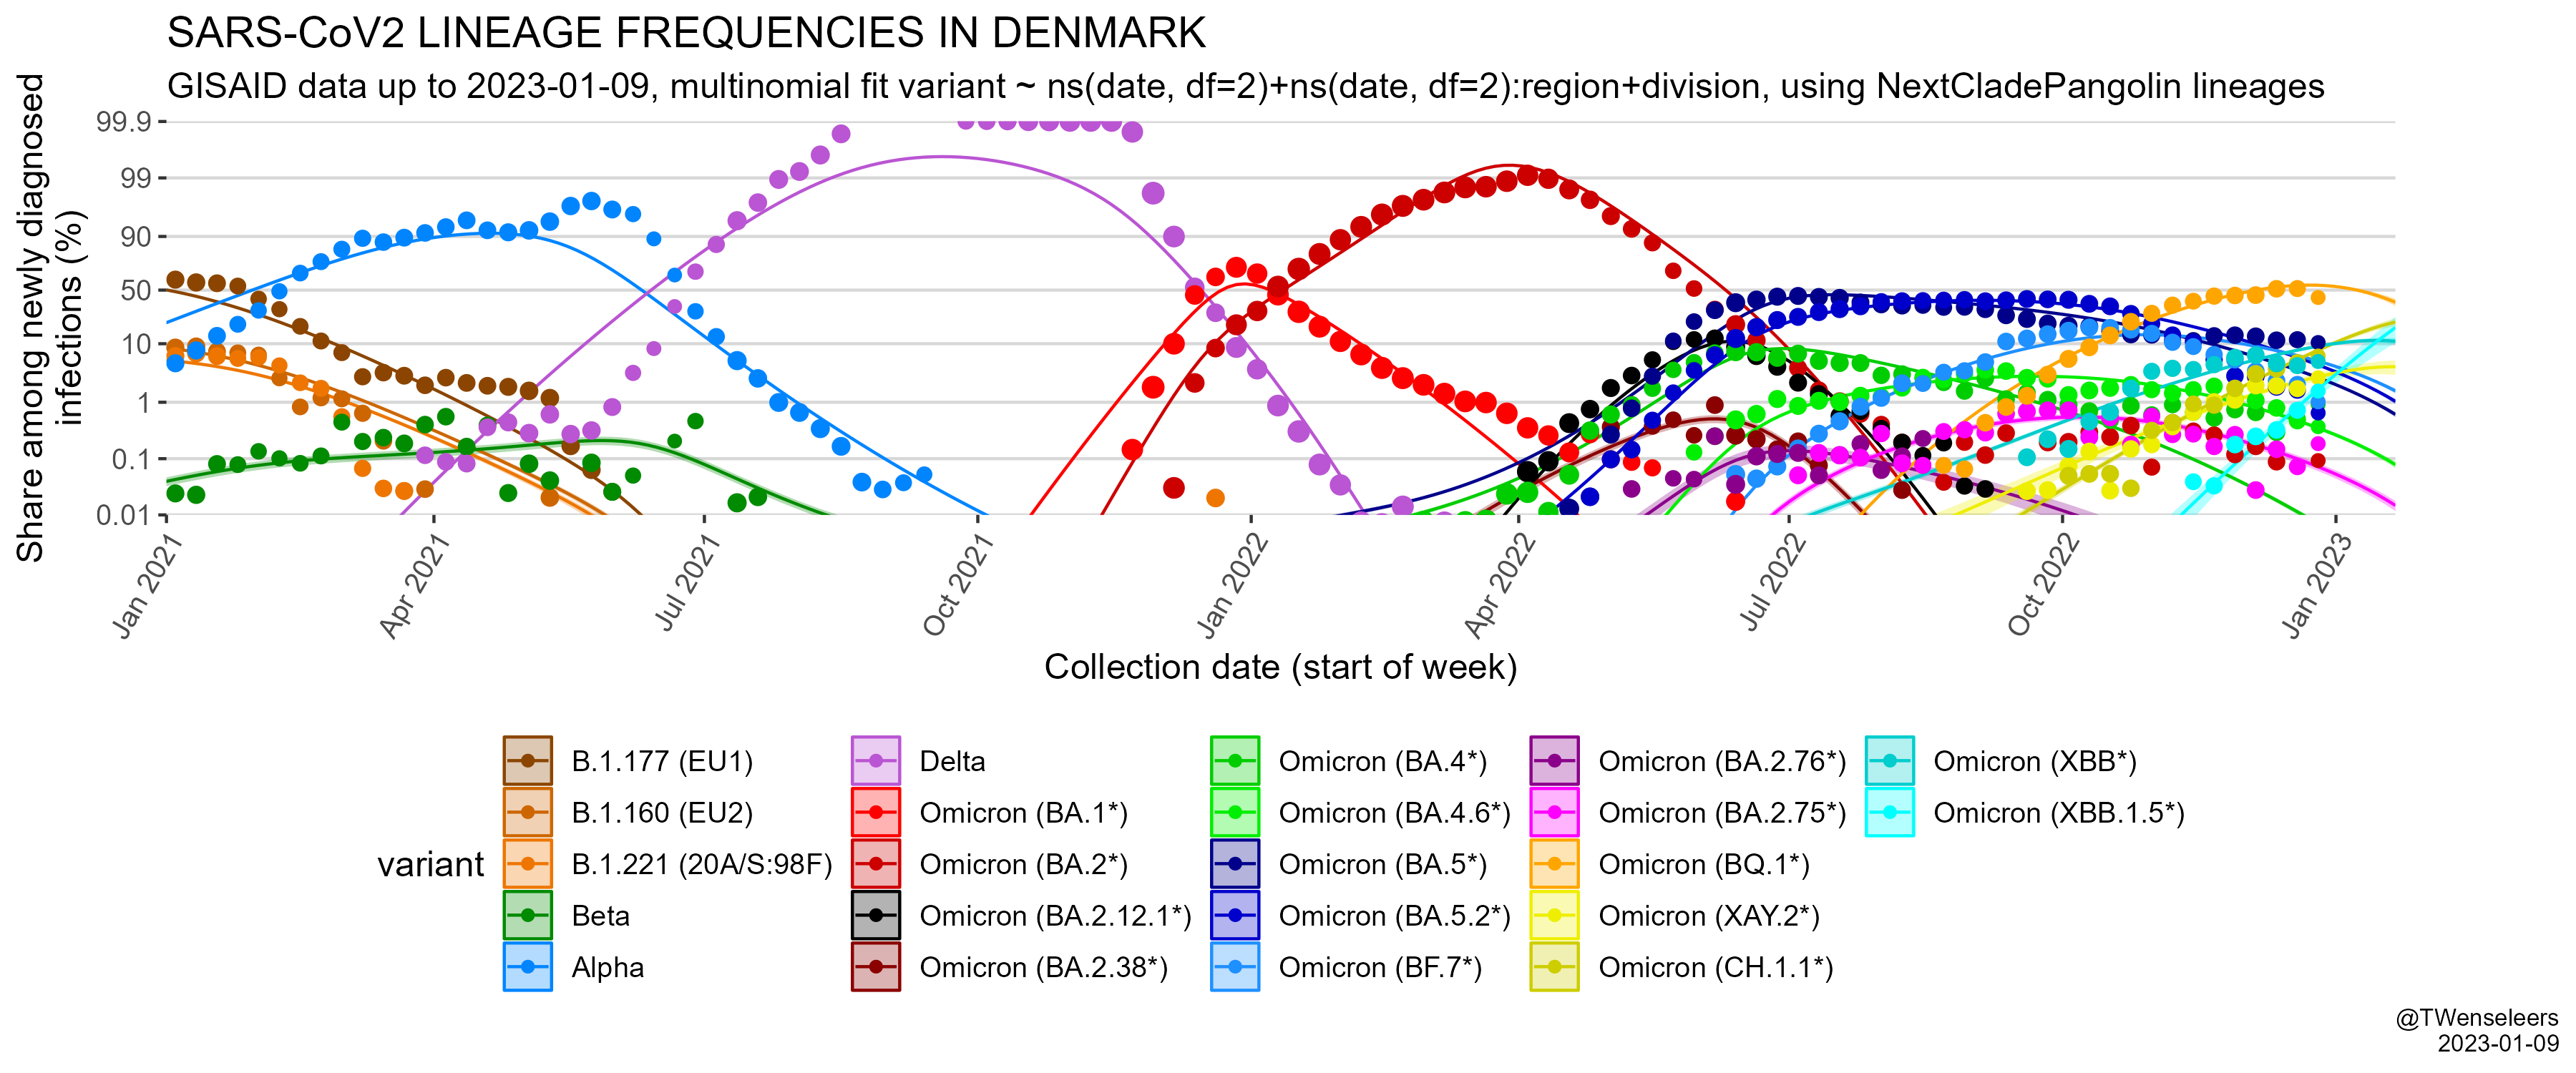 SARS-CoV2 LINEAGE FREQUENCIES IN DENMARK
GISAID data up to 2023-01-09, multinomial fit variant ~ ns(date, df=2)+ns(date, df=2):region+division, using NextCladePangolin lineages
Share among newly diagnosed
infections (%)
99.9
99
90
50
10
1
0.1
0.01
Jan 2021
Apr 2021
Jul 2021
Oct 2021
Jan 2022
Apr 2022
Jul 2022
Oct 2022
Jan 2023
Collection date (start of week)
variant
B.1.177 (EU1)
B.1.160 (EU2)
B.1.221 (20A/S:98F)
Beta
Alpha
Delta
Omicron (BA.1*)
Omicron (BA.2*)
Omicron (BA.2.12.1*)
Omicron (BA.2.38*)
Omicron (BA.4*)
Omicron (BA.4.6*)
Omicron (BA.5*)
Omicron (BA.5.2*)
Omicron (BF.7*)
Omicron (BA.2.76*)
Omicron (BA.2.75*)
Omicron (BQ.1*)
Omicron (XAY.2*)
Omicron (CH.1.1*)
Omicron (XBB*)
Omicron (XBB.1.5*)
@TWenseleers
2023-01-09